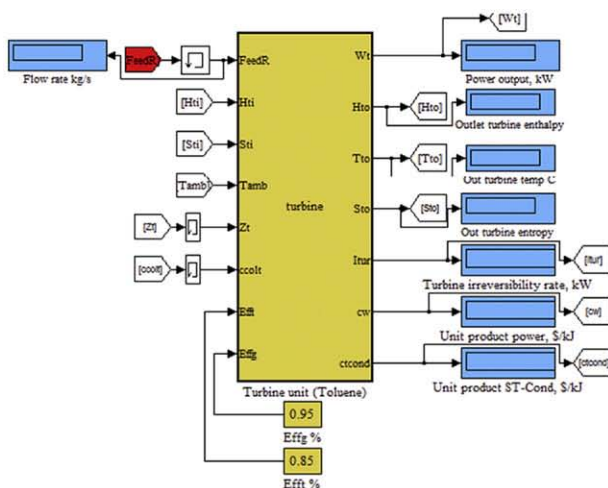 [Wt]
FeedR
FeedR
Wt
Flow rate kg/s
Power output, kW
[Hti]
Hti
Hto
[Hto]
Outlet turbine enthalpy
[Sti]
Sti
Tto
[Tto]
Out turbine temp C
[Tamb]
Tamb
turbine
Sto
[Sto]
[Zt]
Zt
Out turbine entropy
Itur
[Itur]
[ccolt]
ccolt
Turbine irreversibility rate, kW
Efft
cw
[cw]
Unit product power, $/kJ
Effg
ctcond
[ctcond]
Turbine unit (Toluene)
Unit product ST-Cond, $/kJ
0.95
Effg %
0.85
Efft %